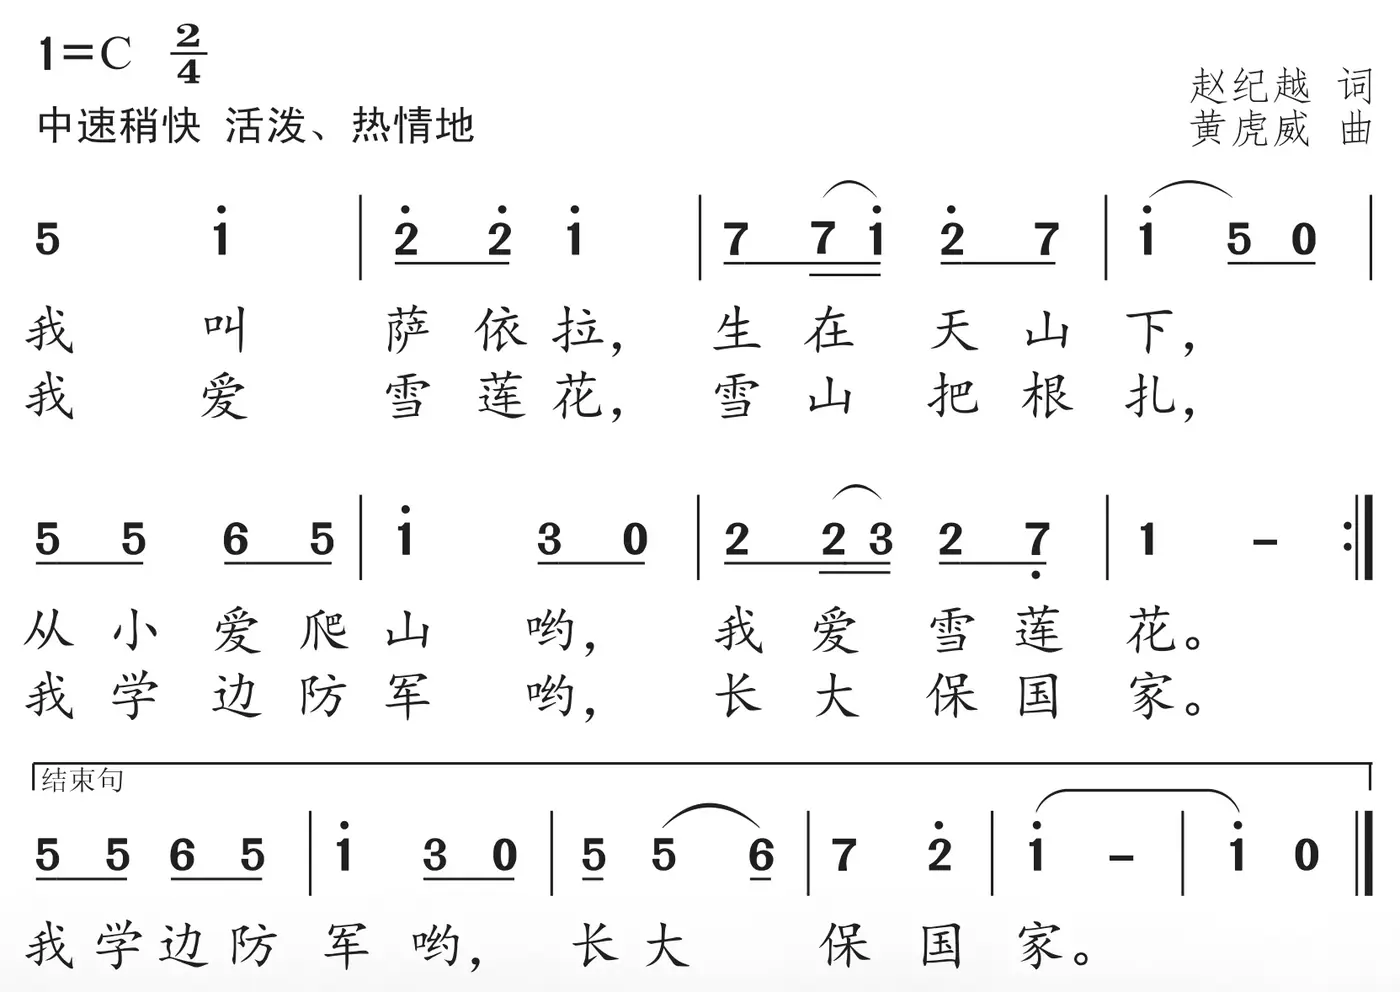 1=C 2/4
中速稍快 活泼、热情地
赵纪越 词
黄虎威 曲
5 i̇ | 2̇ 2̇ i̇ | 7 7 i̇ 2̇ 7 | i̇ 5 0 |
我 叫 萨 依 拉， 生 在 天 山 下，
我 爱 雪 莲 花， 雪 山 把 根 扎，
5 5 6 5 | i̇ 3 0 | 2 2 3 2 7̣ | 1 – :‖
从 小 爱 爬 山 哟， 我 爱 雪 莲 花。
我 学 边 防 军 哟， 长 大 保 国 家。
结束句
5 5 6 5 | i̇ 3 0 | 5 5 6 | 7 2̇ | i̇ – | i̇ 0 ‖
我 学 边 防 军 哟， 长 大 保 国 家。